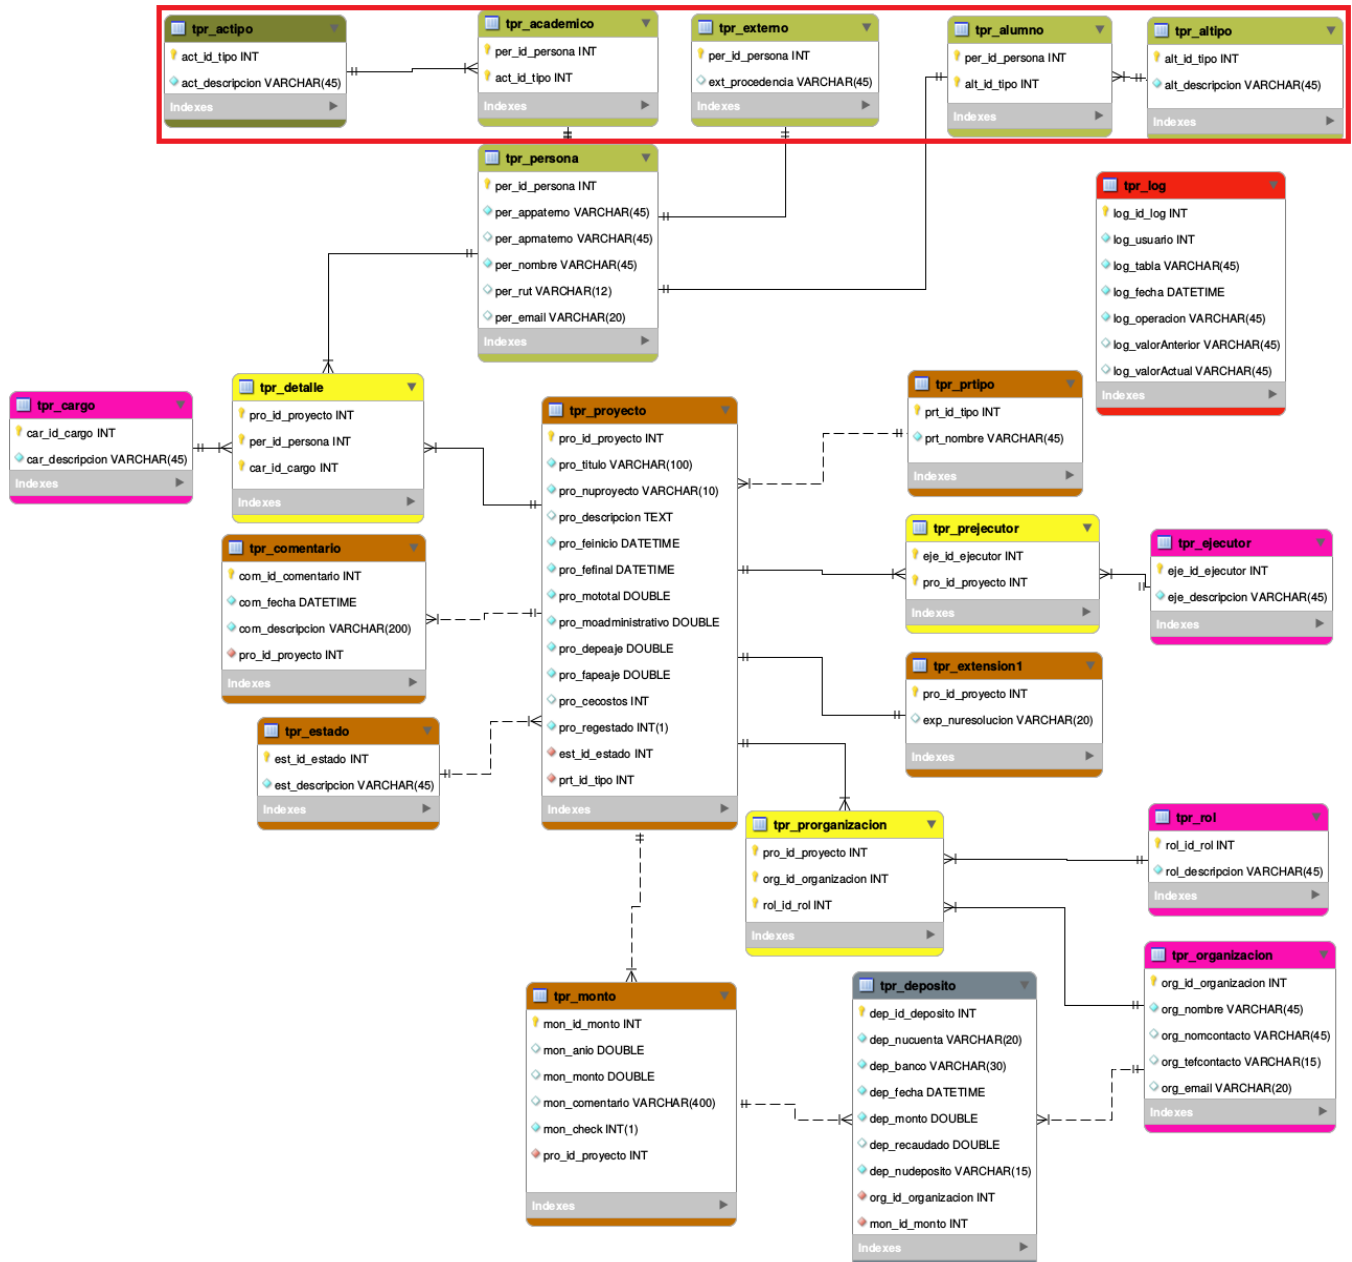 tpr_actipo
act_id_tipo INT
act_descripcion VARCHAR(45)
Indexes
tpr_academico
per_id_persona INT
act_id_tipo INT
Indexes
tpr_externo
per_id_persona INT
ext_procedencia VARCHAR(45)
Indexes
tpr_alumno
per_id_persona INT
alt_id_tipo INT
Indexes
tpr_altipo
alt_id_tipo INT
alt_descripcion VARCHAR(45)
Indexes
tpr_persona
per_id_persona INT
per_appaterno VARCHAR(45)
per_apmaterno VARCHAR(45)
per_nombre VARCHAR(45)
per_rut VARCHAR(12)
per_email VARCHAR(20)
Indexes
tpr_log
log_id_log INT
log_usuario INT
log_tabla VARCHAR(45)
log_fecha DATETIME
log_operacion VARCHAR(45)
log_valorAnterior VARCHAR(45)
log_valorActual VARCHAR(45)
Indexes
tpr_cargo
car_id_cargo INT
car_descripcion VARCHAR(45)
Indexes
tpr_detalle
pro_id_proyecto INT
per_id_persona INT
car_id_cargo INT
Indexes
tpr_proyecto
pro_id_proyecto INT
pro_titulo VARCHAR(100)
pro_nuproyecto VARCHAR(10)
pro_descripcion TEXT
pro_feinicio DATETIME
pro_fefinal DATETIME
pro_mototal DOUBLE
pro_moadministrativo DOUBLE
pro_depeaje DOUBLE
pro_fapeaje DOUBLE
pro_cecostos INT
pro_regestado INT(1)
est_id_estado INT
prt_id_tipo INT
Indexes
tpr_prtipo
prt_id_tipo INT
prt_nombre VARCHAR(45)
Indexes
tpr_comentario
com_id_comentario INT
com_fecha DATETIME
com_descripcion VARCHAR(200)
pro_id_proyecto INT
Indexes
tpr_prejecutor
eje_id_ejecutor INT
pro_id_proyecto INT
Indexes
tpr_ejecutor
eje_id_ejecutor INT
eje_descripcion VARCHAR(45)
Indexes
tpr_extension1
pro_id_proyecto INT
exp_nuresolucion VARCHAR(20)
Indexes
tpr_estado
est_id_estado INT
est_descripcion VARCHAR(45)
Indexes
tpr_prorganizacion
pro_id_proyecto INT
org_id_organizacion INT
rol_id_rol INT
Indexes
tpr_rol
rol_id_rol INT
rol_descripcion VARCHAR(45)
Indexes
tpr_organizacion
org_id_organizacion INT
org_nombre VARCHAR(45)
org_nomcontacto VARCHAR(45)
org_tefcontacto VARCHAR(15)
org_email VARCHAR(20)
Indexes
tpr_monto
mon_id_monto INT
mon_anio DOUBLE
mon_monto DOUBLE
mon_comentario VARCHAR(400)
mon_check INT(1)
pro_id_proyecto INT
Indexes
tpr_deposito
dep_id_deposito INT
dep_nucuenta VARCHAR(20)
dep_banco VARCHAR(30)
dep_fecha DATETIME
dep_monto DOUBLE
dep_recaudado DOUBLE
dep_nudeposito VARCHAR(15)
org_id_organizacion INT
mon_id_monto INT
Indexes